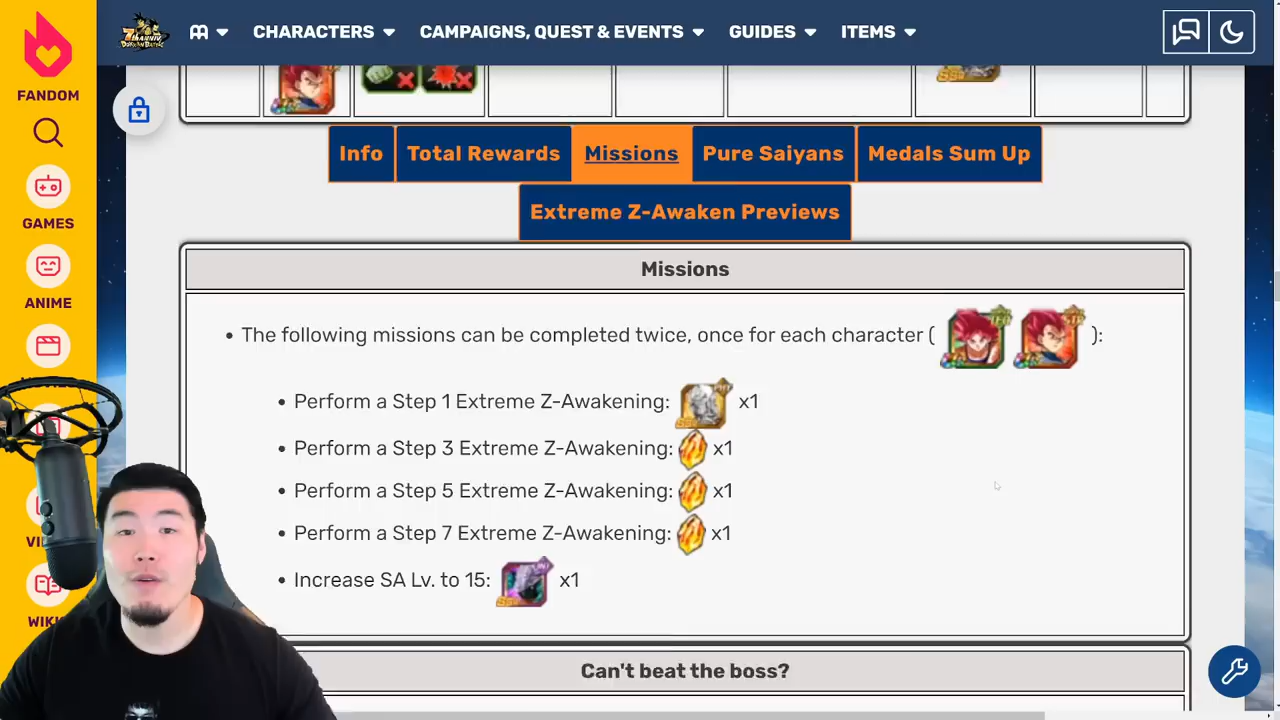 CHARACTERS
CAMPAIGNS, QUEST & EVENTS
GUIDES
ITEMS
FANDOM
GAMES
ANIME
WIK
Info
Total Rewards
Missions
Pure Saiyans
Medals Sum Up
Extreme Z-Awaken Previews
Missions
• The following missions can be completed twice, once for each character ( ):
• Perform a Step 1 Extreme Z-Awakening: x1
• Perform a Step 3 Extreme Z-Awakening: x1
• Perform a Step 5 Extreme Z-Awakening: x1
• Perform a Step 7 Extreme Z-Awakening: x1
• Increase SA Lv. to 15: x1
Can't beat the boss?